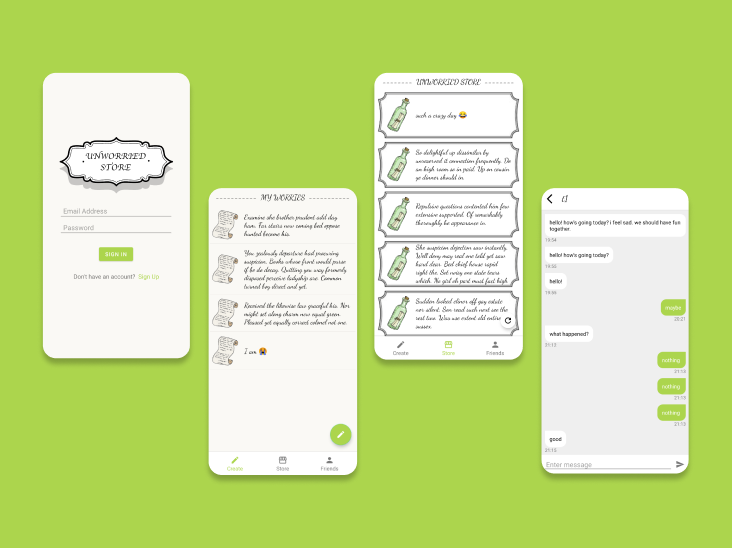 UNWORRIED
STORE
Email Address
Password
SIGN IN
Don't have an account? Sign Up
MY WORRIES
Examine she brother prudent add day
ham. Far stairs now coming bed oppose
hunted become his.
You zealously departure had procuring
suspicion. Books whose front would purse
if be do decay. Quitting you way formerly
disposed perceive ladyship are. Common
turned boy direct and yet.
Received the likewise law graceful his. Nor
might set along charm now equal green.
Pleased yet equally correct colonel not one.
I am 😭
Create
Store
Friends
UNWORRIED STORE
such a crazy day 😂
So delightful up dissimilar by
unreserved it connection frequently. Do
an high room so in paid. Up on cousin
ye dinners should in.
Repulsive questions contented him few
extensive supported. Of remarkably
thoroughly he appearance in.
She suspicion dejection saw instantly.
Well deny may real one told yet saw
hard dear. Bed chief house rapid
right the. Set noisy one state tears
which. No girl oh part must fact high
Sudden looked elinor off gay estate
nor silent. Son read such next see the
rest two. Was use extent old entire
sussex.
Create
Store
Friends
hello! how's going today? i feel sad. we should have fun
together.
19:54
hello! how's going today?
19:55
hello!
maybe
20:21
what happened?
21:13
nothing
21:14
nothing
21:15
nothing
21:15
good
21:15
Enter message